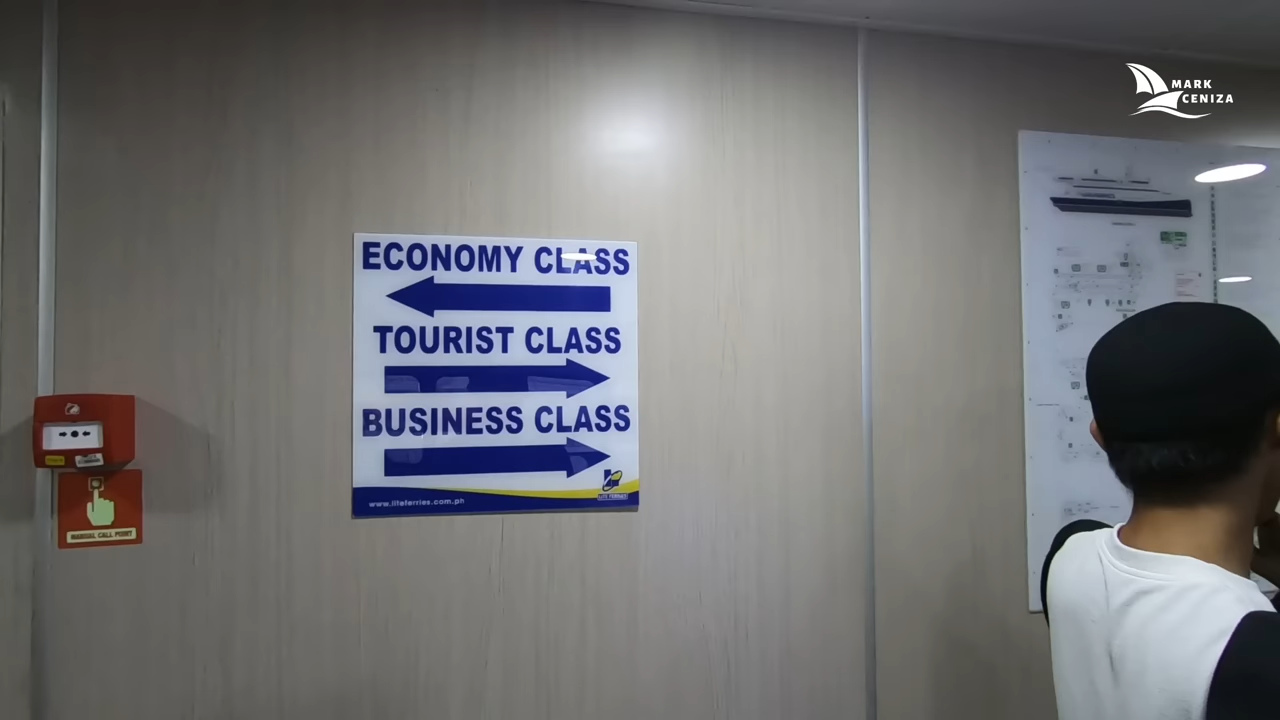 MARK
CENIZA
ECONOMY CLASS
TOURIST CLASS
BUSINESS CLASS
www.liteferries.com.ph
LITE FERRIES
MANUAL CALL POINT